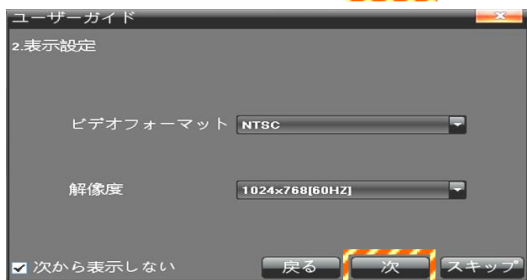 ユーザーガイド
2.表示設定
ビデオフォーマット NTSC
解像度 1024x768[60HZ]
次から表示しない 戻る 次 スキップ